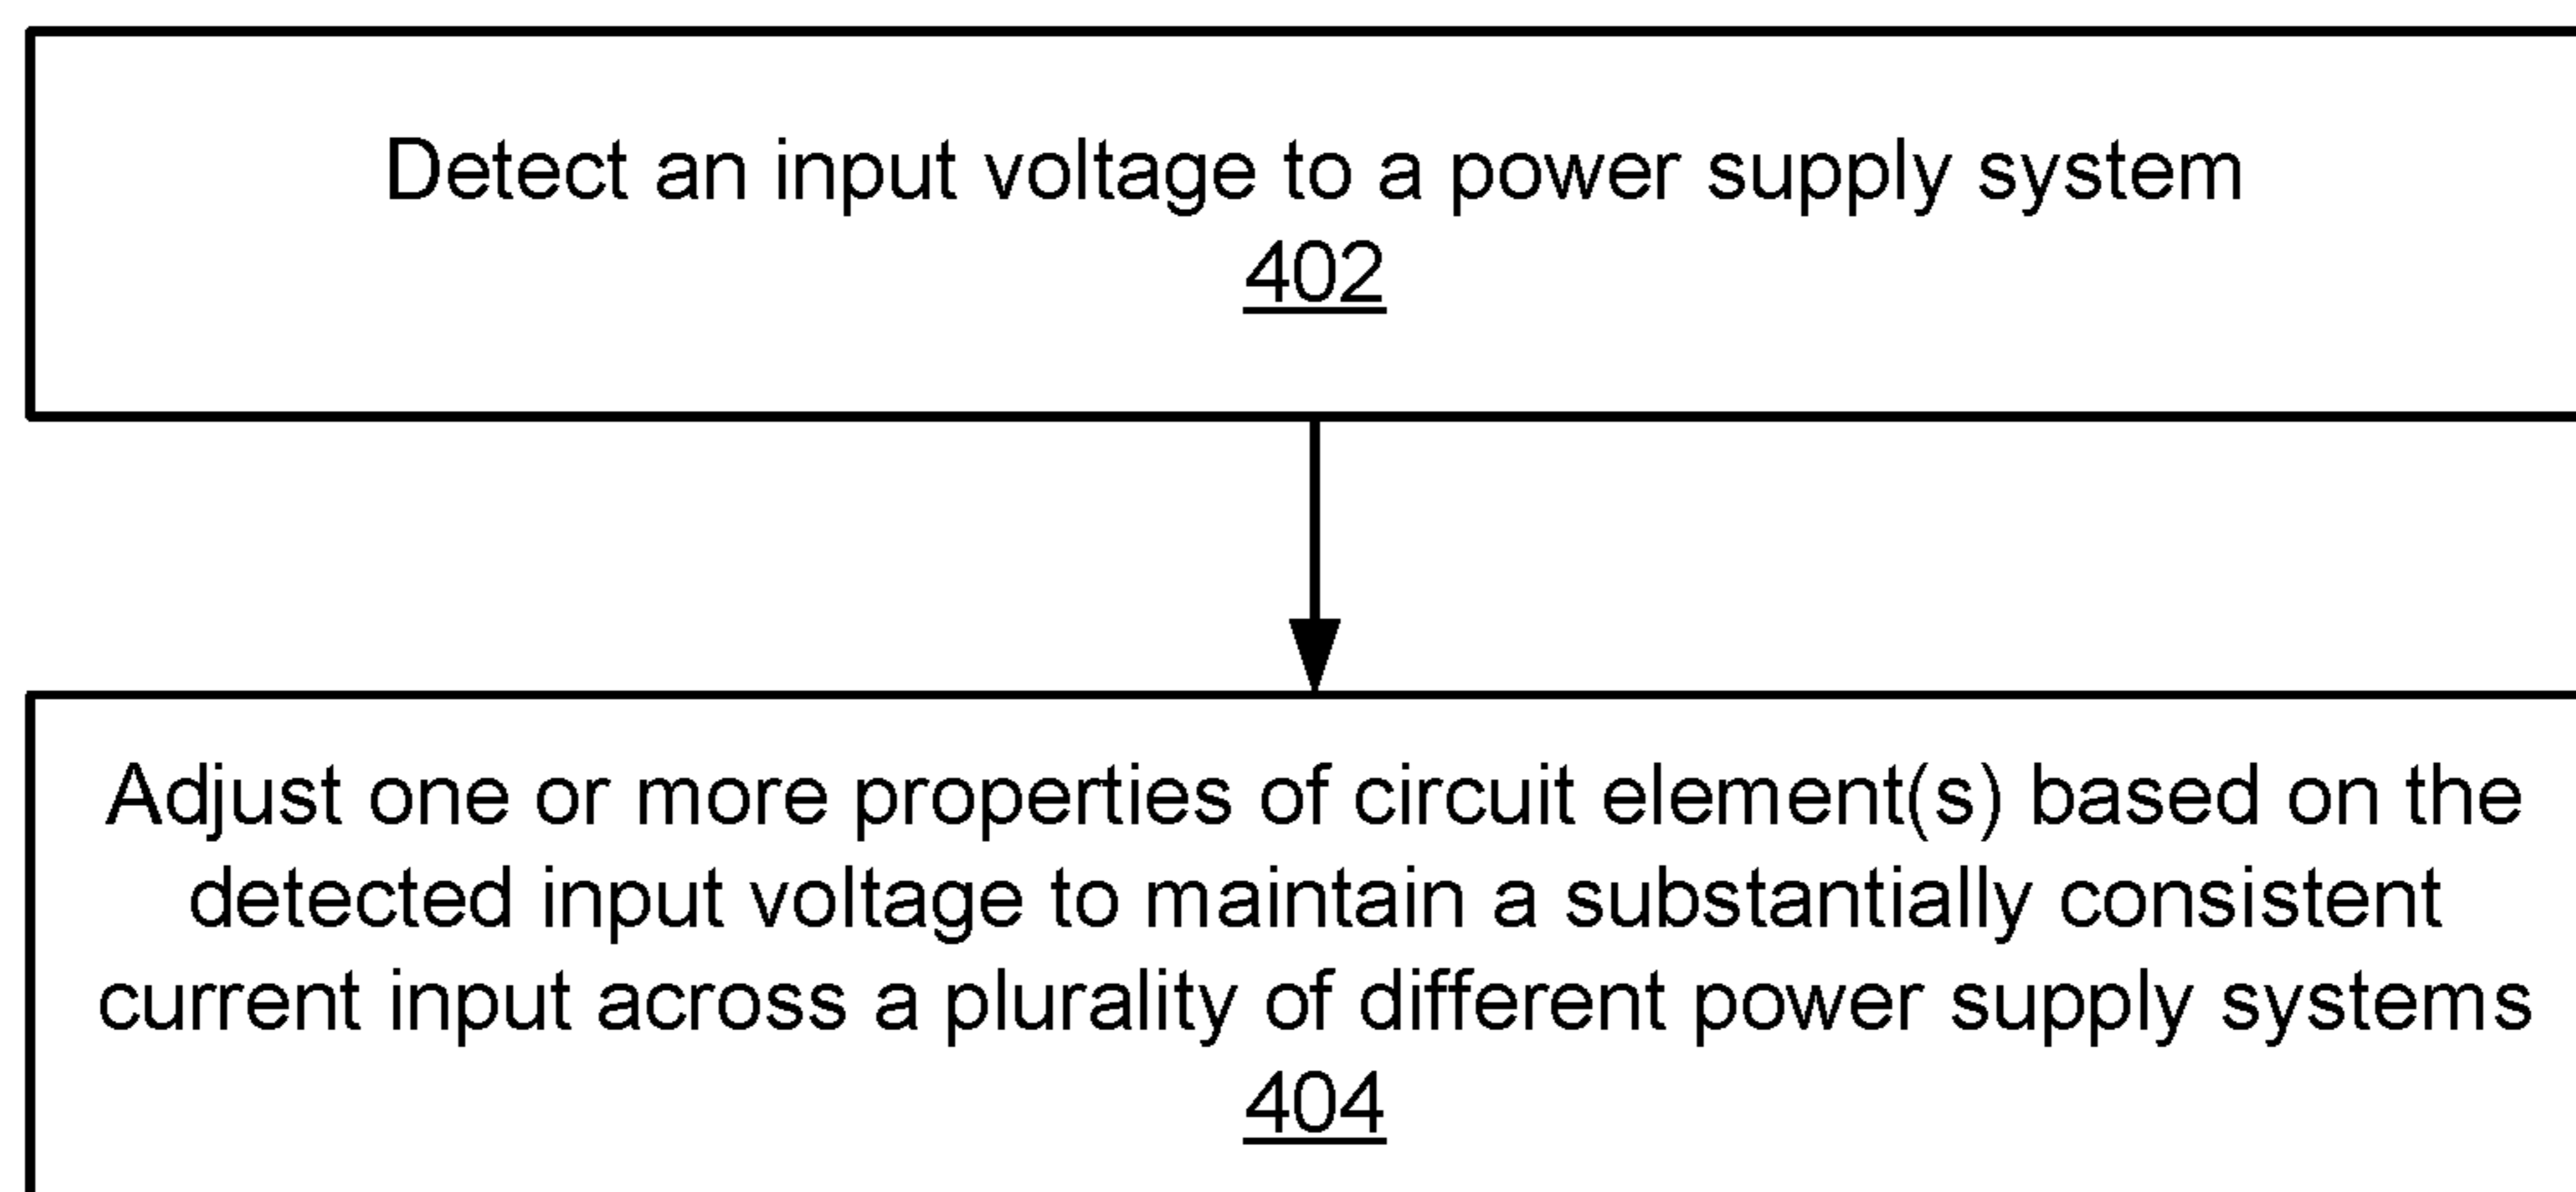 Detect an input voltage to a power supply system
402
Adjust one or more properties of circuit element(s) based on the
detected input voltage to maintain a substantially consistent
current input across a plurality of different power supply systems
404